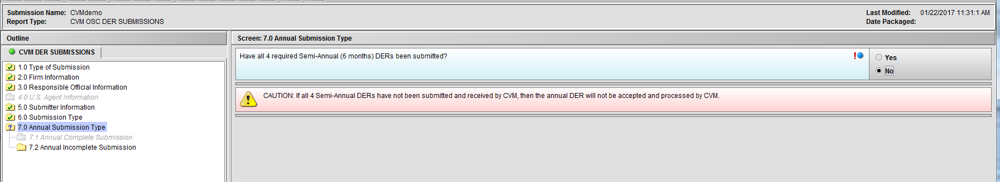 Submission Name: CVMdemo
Report Type: CVM OSC DER SUBMISSIONS
Last Modified: 01/22/2017 11:31:1 AM
Date Packaged:
Outline
CVM DER SUBMISSIONS
1.0 Type of Submission
2.0 Firm Information
3.0 Responsible Official Information
4.0 U.S. Agent Information
5.0 Submitter Information
6.0 Submission Type
7.0 Annual Submission Type
7.1 Annual Complete Submission
7.2 Annual Incomplete Submission
Screen: 7.0 Annual Submission Type
Have all 4 required Semi-Annual (6 months) DERs been submitted?
Yes
No
CAUTION: If all 4 Semi-Annual DERs have not been submitted and received by CVM, then the annual DER will not be accepted and processed by CVM.